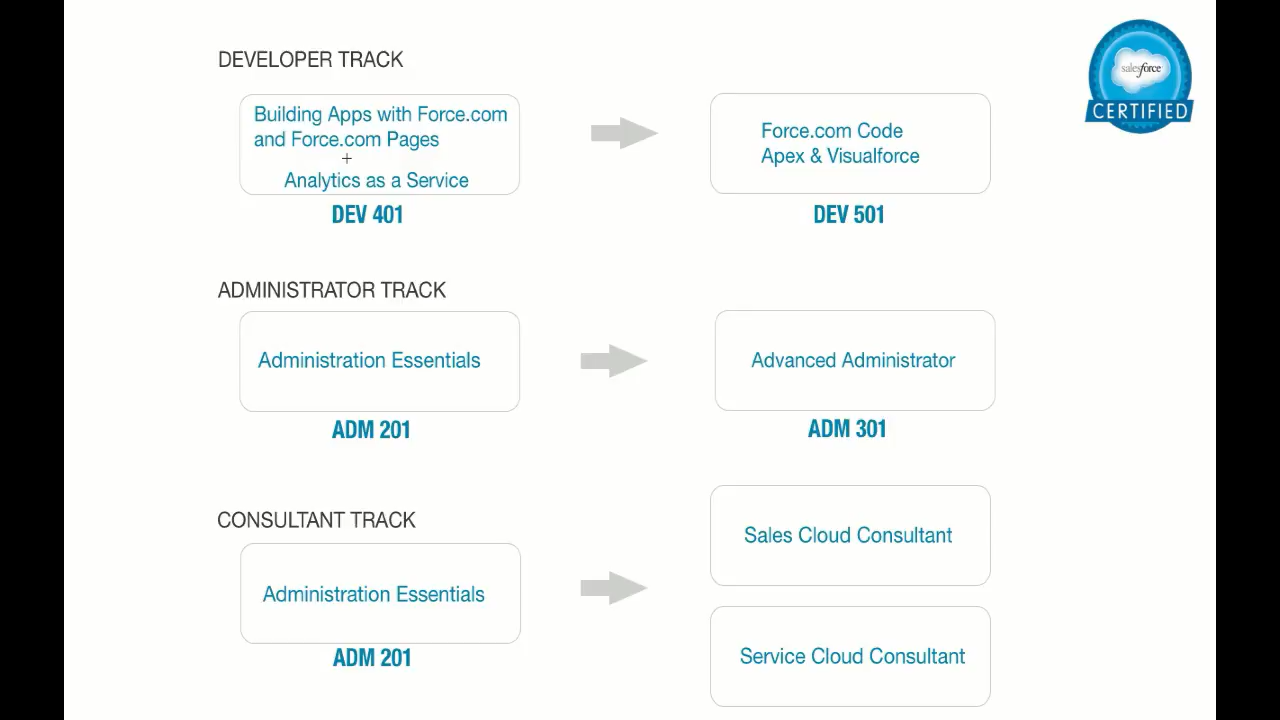 DEVELOPER TRACK
Building Apps with Force.com
and Force.com Pages
+
Analytics as a Service
DEV 401
Force.com Code
Apex & Visualforce
DEV 501
salesforce
CERTIFIED
ADMINISTRATOR TRACK
Administration Essentials
ADM 201
Advanced Administrator
ADM 301
CONSULTANT TRACK
Administration Essentials
ADM 201
Sales Cloud Consultant
Service Cloud Consultant